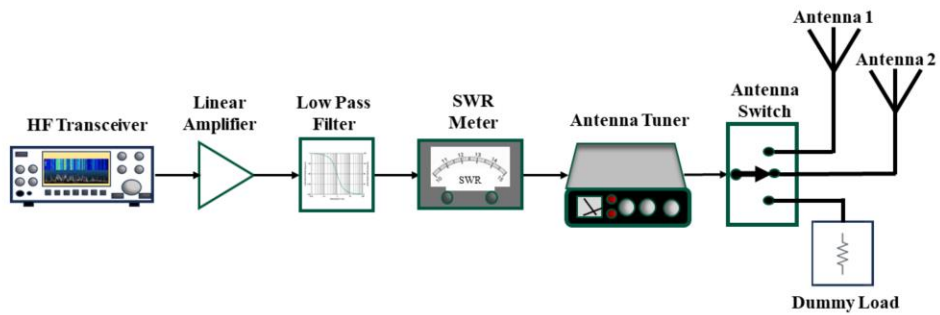 Antenna 1
Antenna 2
HF Transceiver
Linear
Amplifier
Low Pass
Filter
SWR
Meter
Antenna Tuner
Antenna
Switch
SWR
Dummy Load